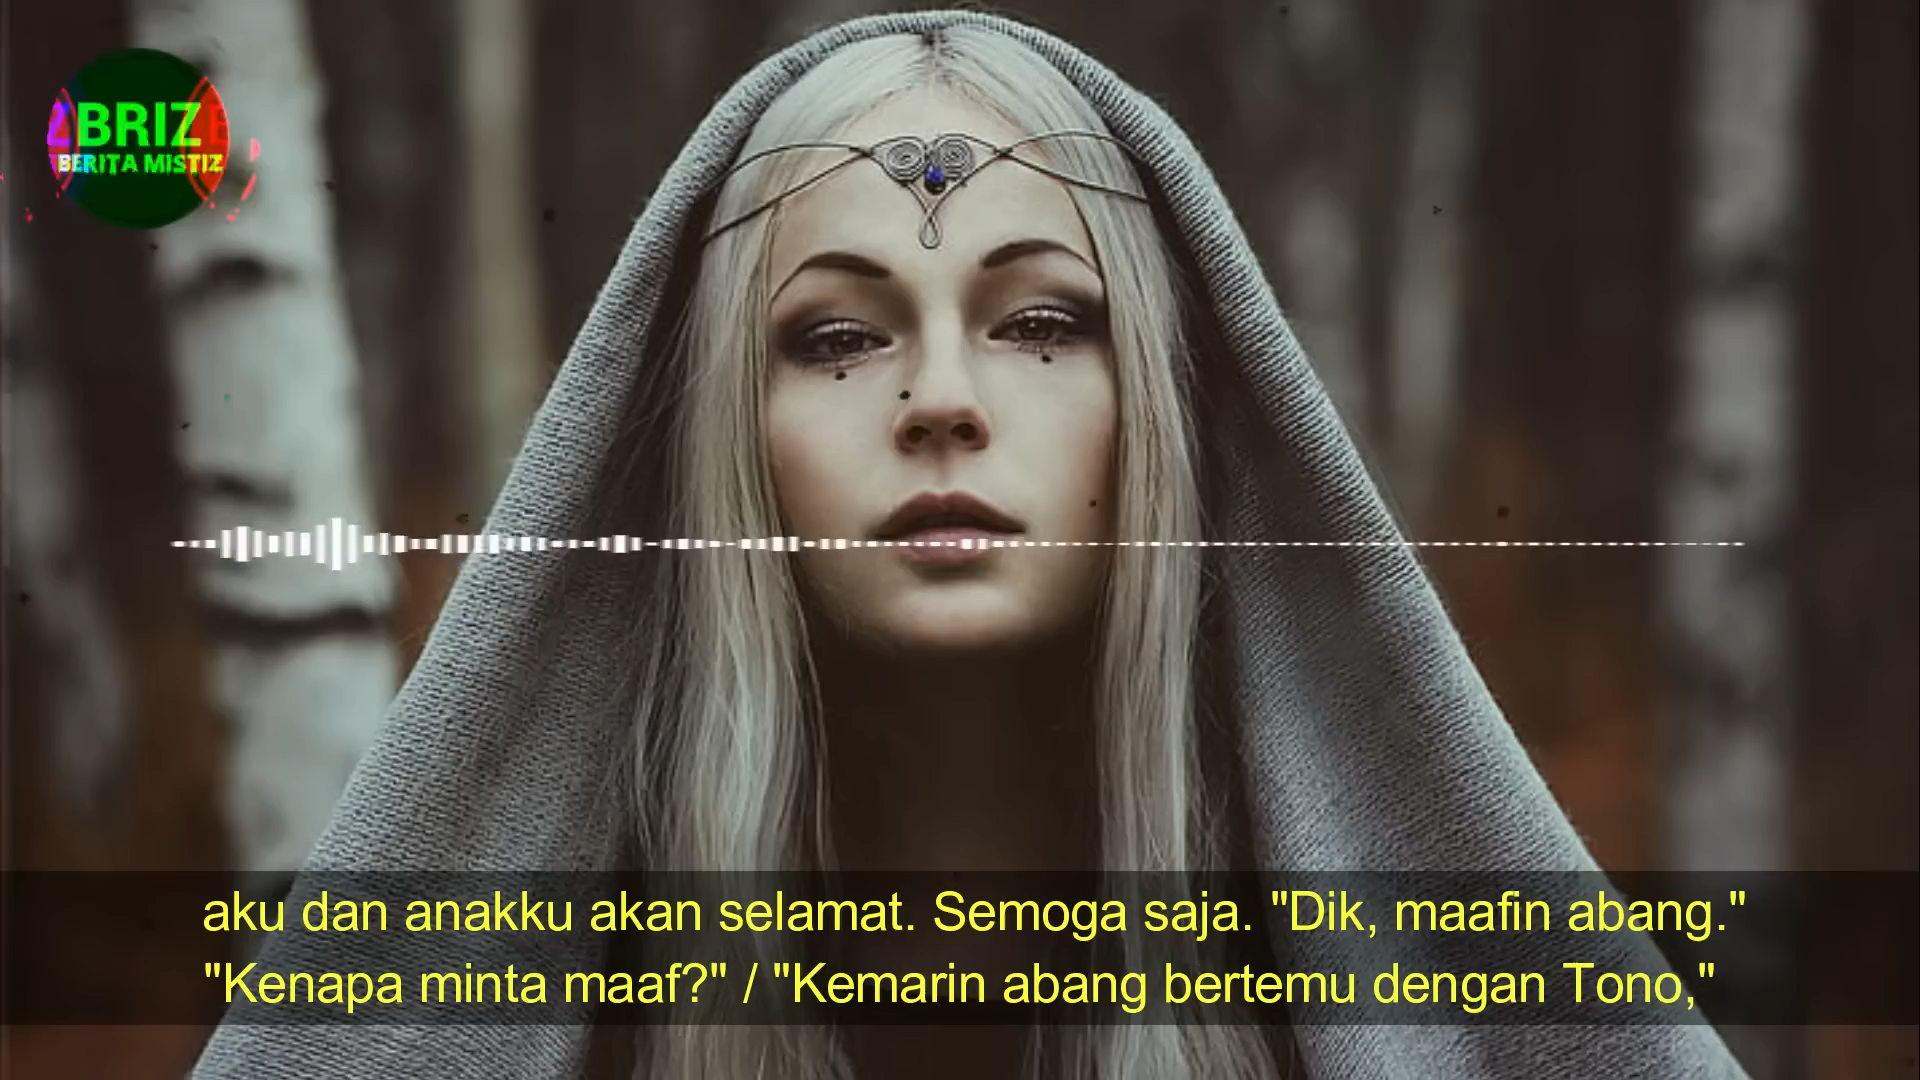 BRIZ
BERITA MISTIZ
aku dan anakku akan selamat. Semoga saja. "Dik, maafin abang."
"Kenapa minta maaf?" / "Kemarin abang bertemu dengan Tono,"